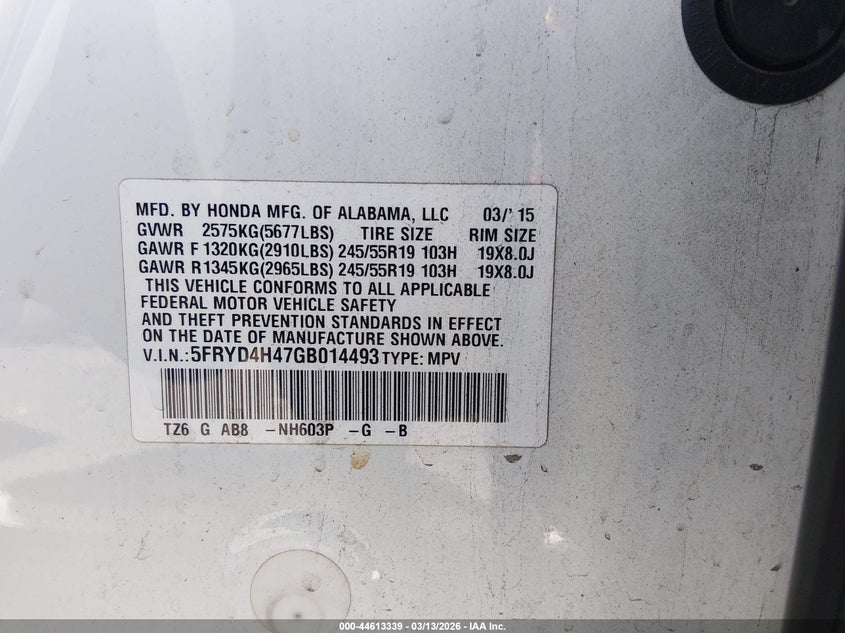 MFD. BY HONDA MFG. OF ALABAMA, LLC 03/' 15
GVWR 2575KG(5677LBS) TIRE SIZE RIM SIZE
GAWR F 1320KG(2910LBS) 245/55R19 103H 19X8.0J
GAWR R1345KG(2965LBS) 245/55R19 103H 19X8.0J
THIS VEHICLE CONFORMS TO ALL APPLICABLE
FEDERAL MOTOR VEHICLE SAFETY
AND THEFT PREVENTION STANDARDS IN EFFECT
ON THE DATE OF MANUFACTURE SHOWN ABOVE.
V.I.N.:5FRYD4H47GB014493 TYPE: MPV
TZ6 G AB8 -NH603P -G -B
000-44613339 - 03/13/2026 - IAA Inc.